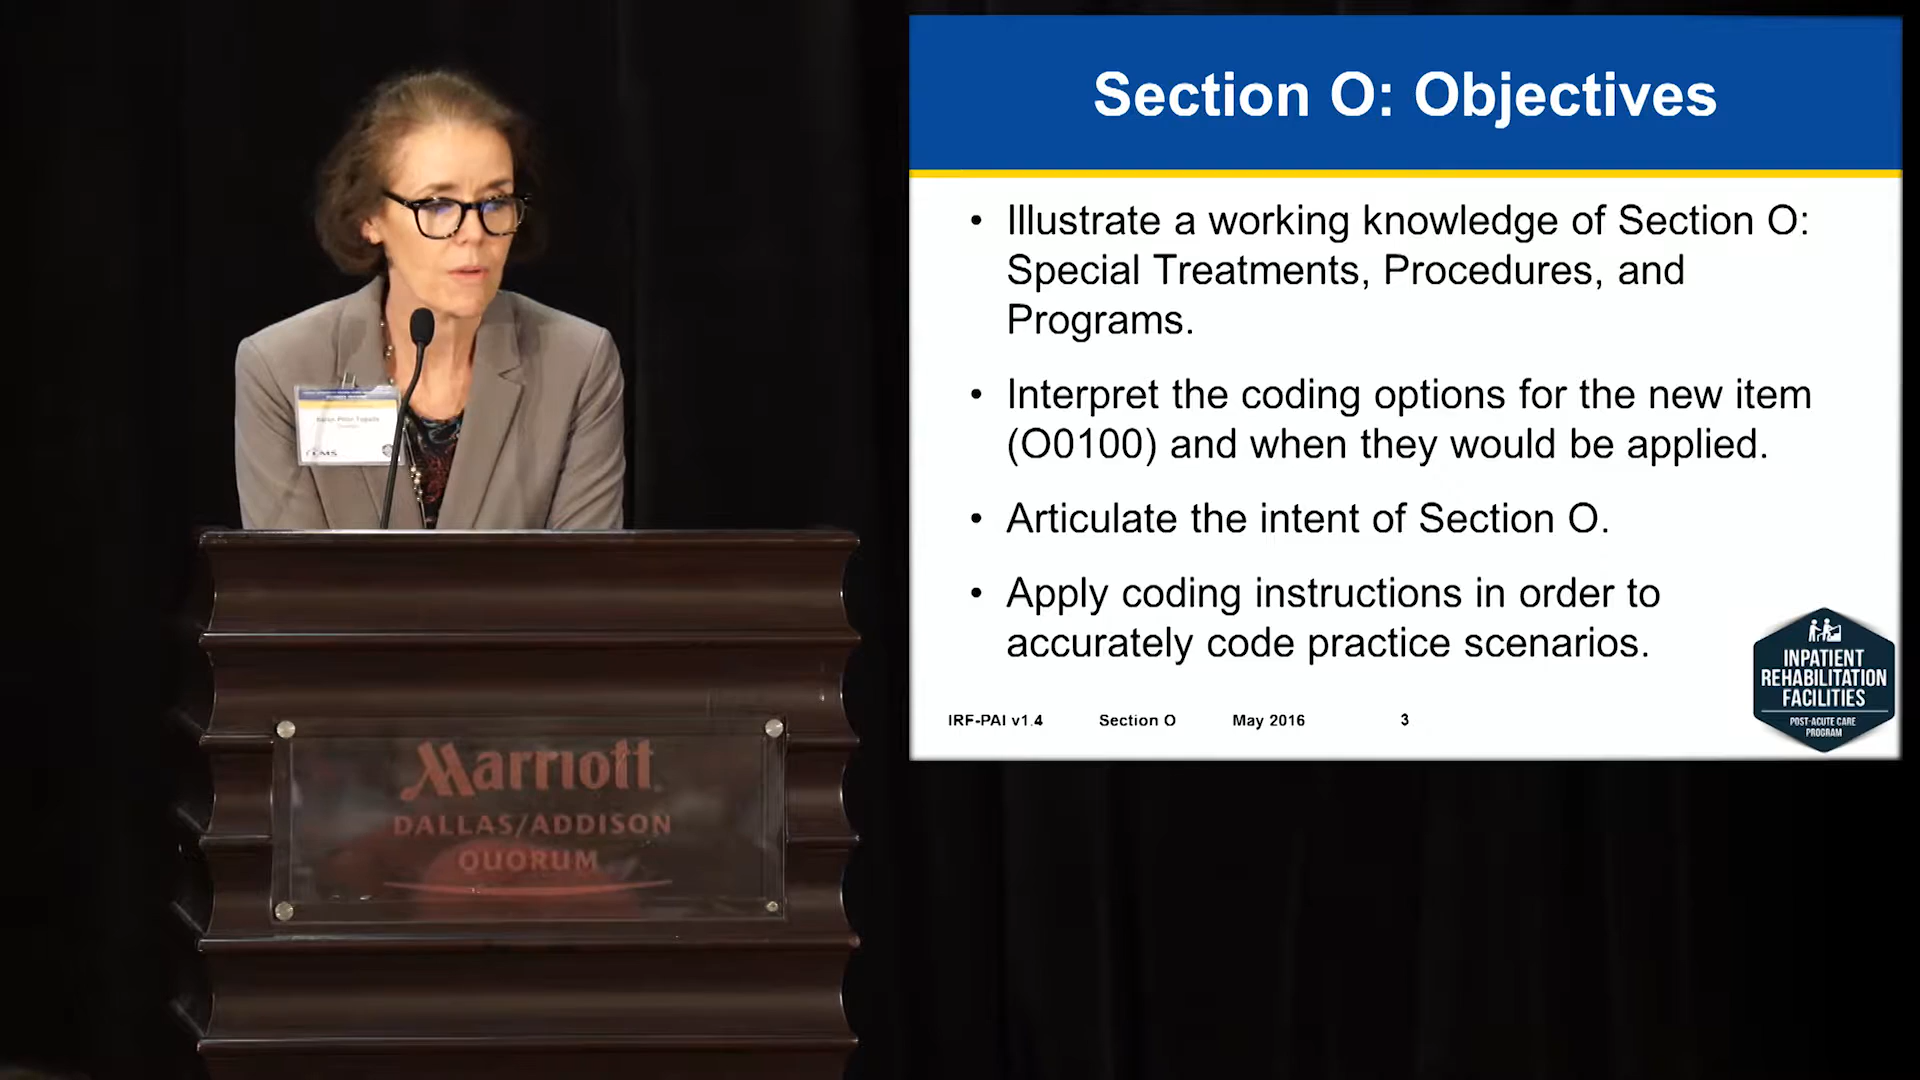 Section O: Objectives
• Illustrate a working knowledge of Section O:
Special Treatments, Procedures, and
Programs.
• Interpret the coding options for the new item
(O0100) and when they would be applied.
• Articulate the intent of Section O.
• Apply coding instructions in order to
accurately code practice scenarios.
IRF-PAI v1.4 Section O May 2016 3
INPATIENT
REHABILITATION
FACILITIES
POST-ACUTE CARE
PROGRAM
CMS
Marriott
DALLAS/ADDISON
QUORUM